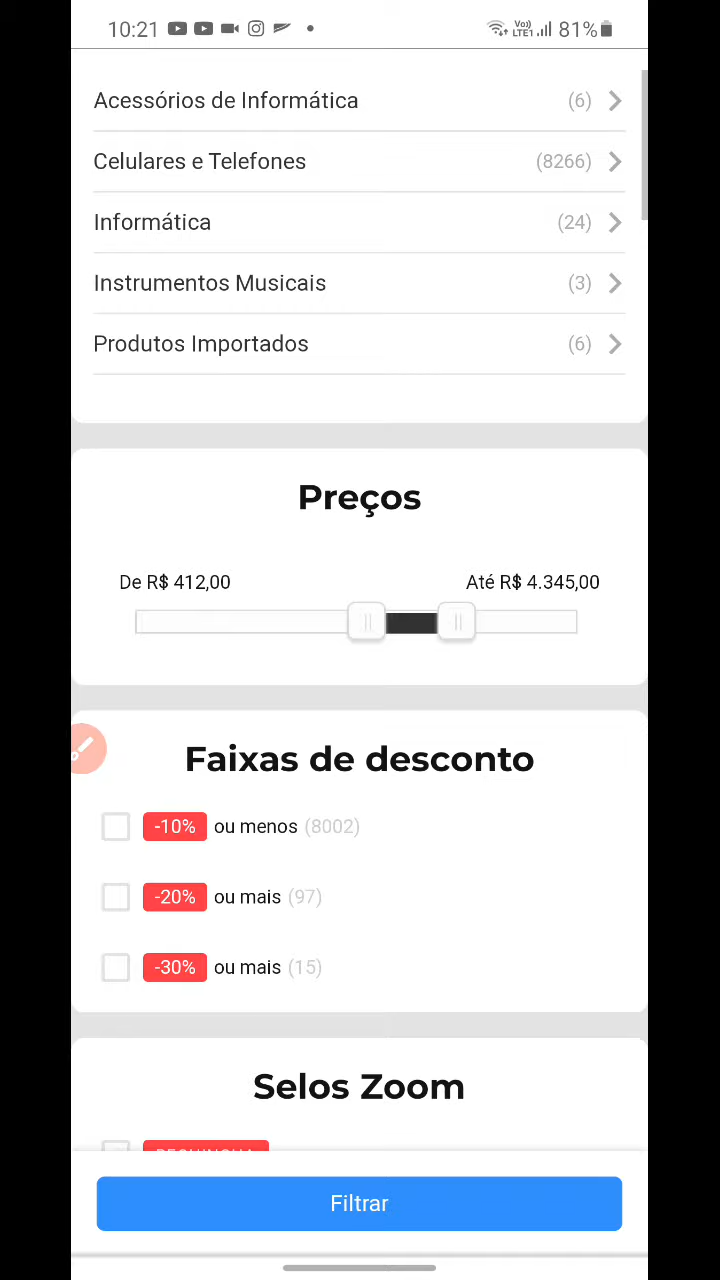 10:21
Vo))
LTE1
81%
Acessórios de Informática (6)
Celulares e Telefones (8266)
Informática (24)
Instrumentos Musicais (3)
Produtos Importados (6)
Preços
De R$ 412,00 Até R$ 4.345,00
Faixas de desconto
-10% ou menos (8002)
-20% ou mais (97)
-30% ou mais (15)
Selos Zoom
Filtrar